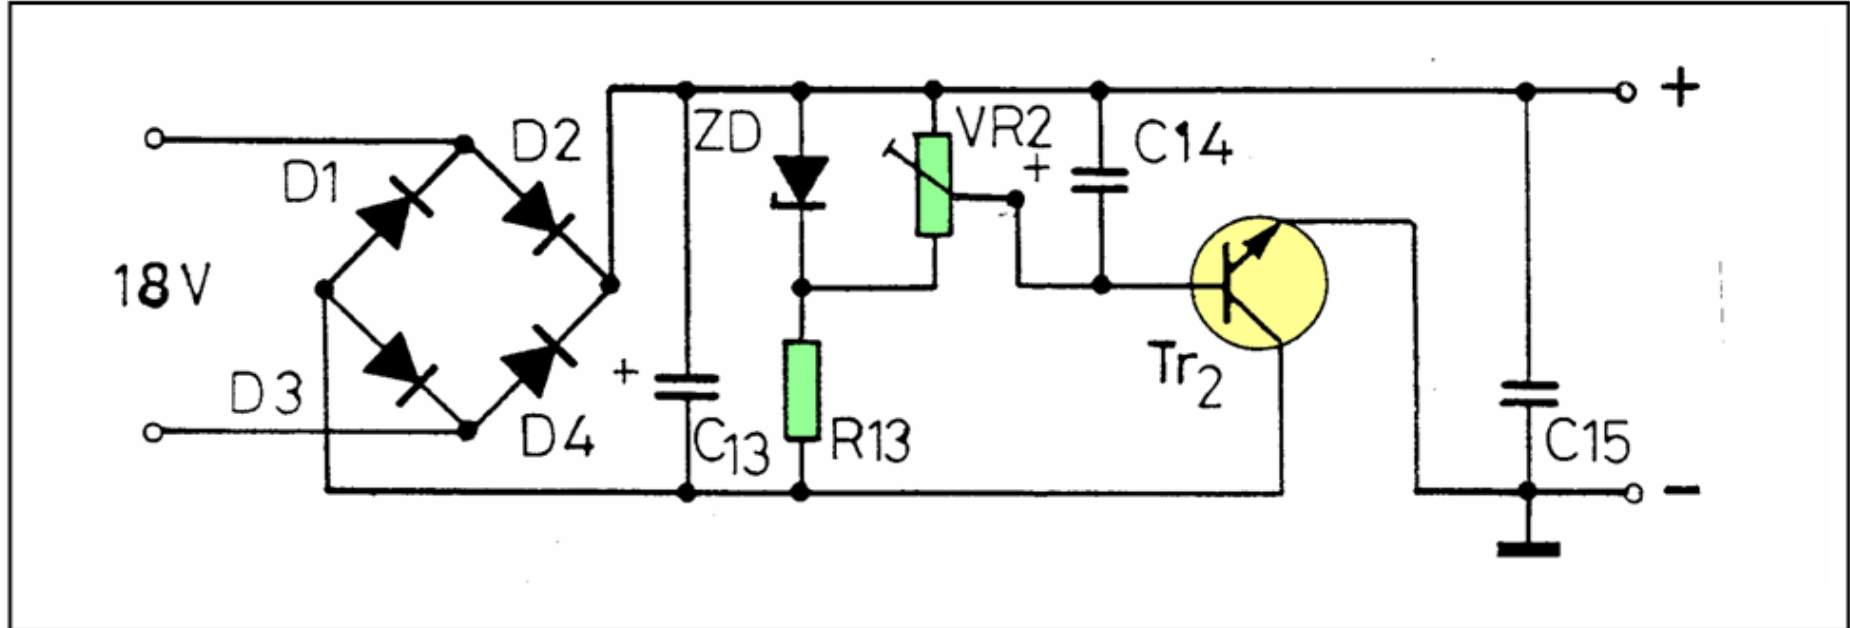 D1
D2
18V
D3
D4
ZD
+
C13
R13
VR2
+
C14
Tr2
C15
+
-